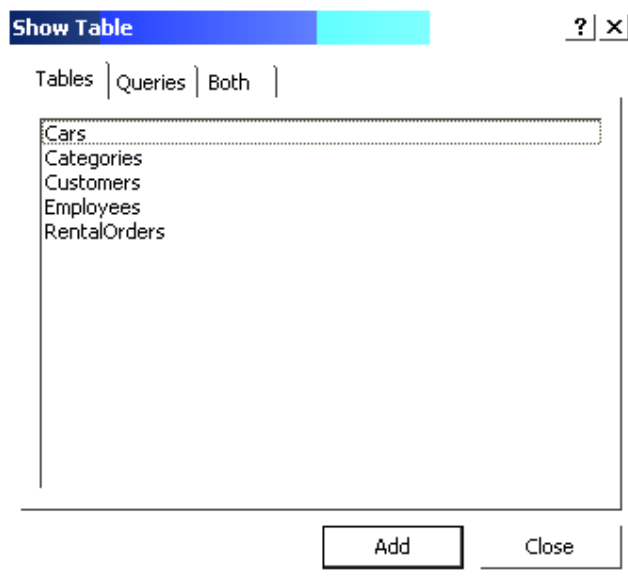 Show Table ? ×
Tables Queries Both
Cars
Categories
Customers
Employees
RentalOrders
Add Close